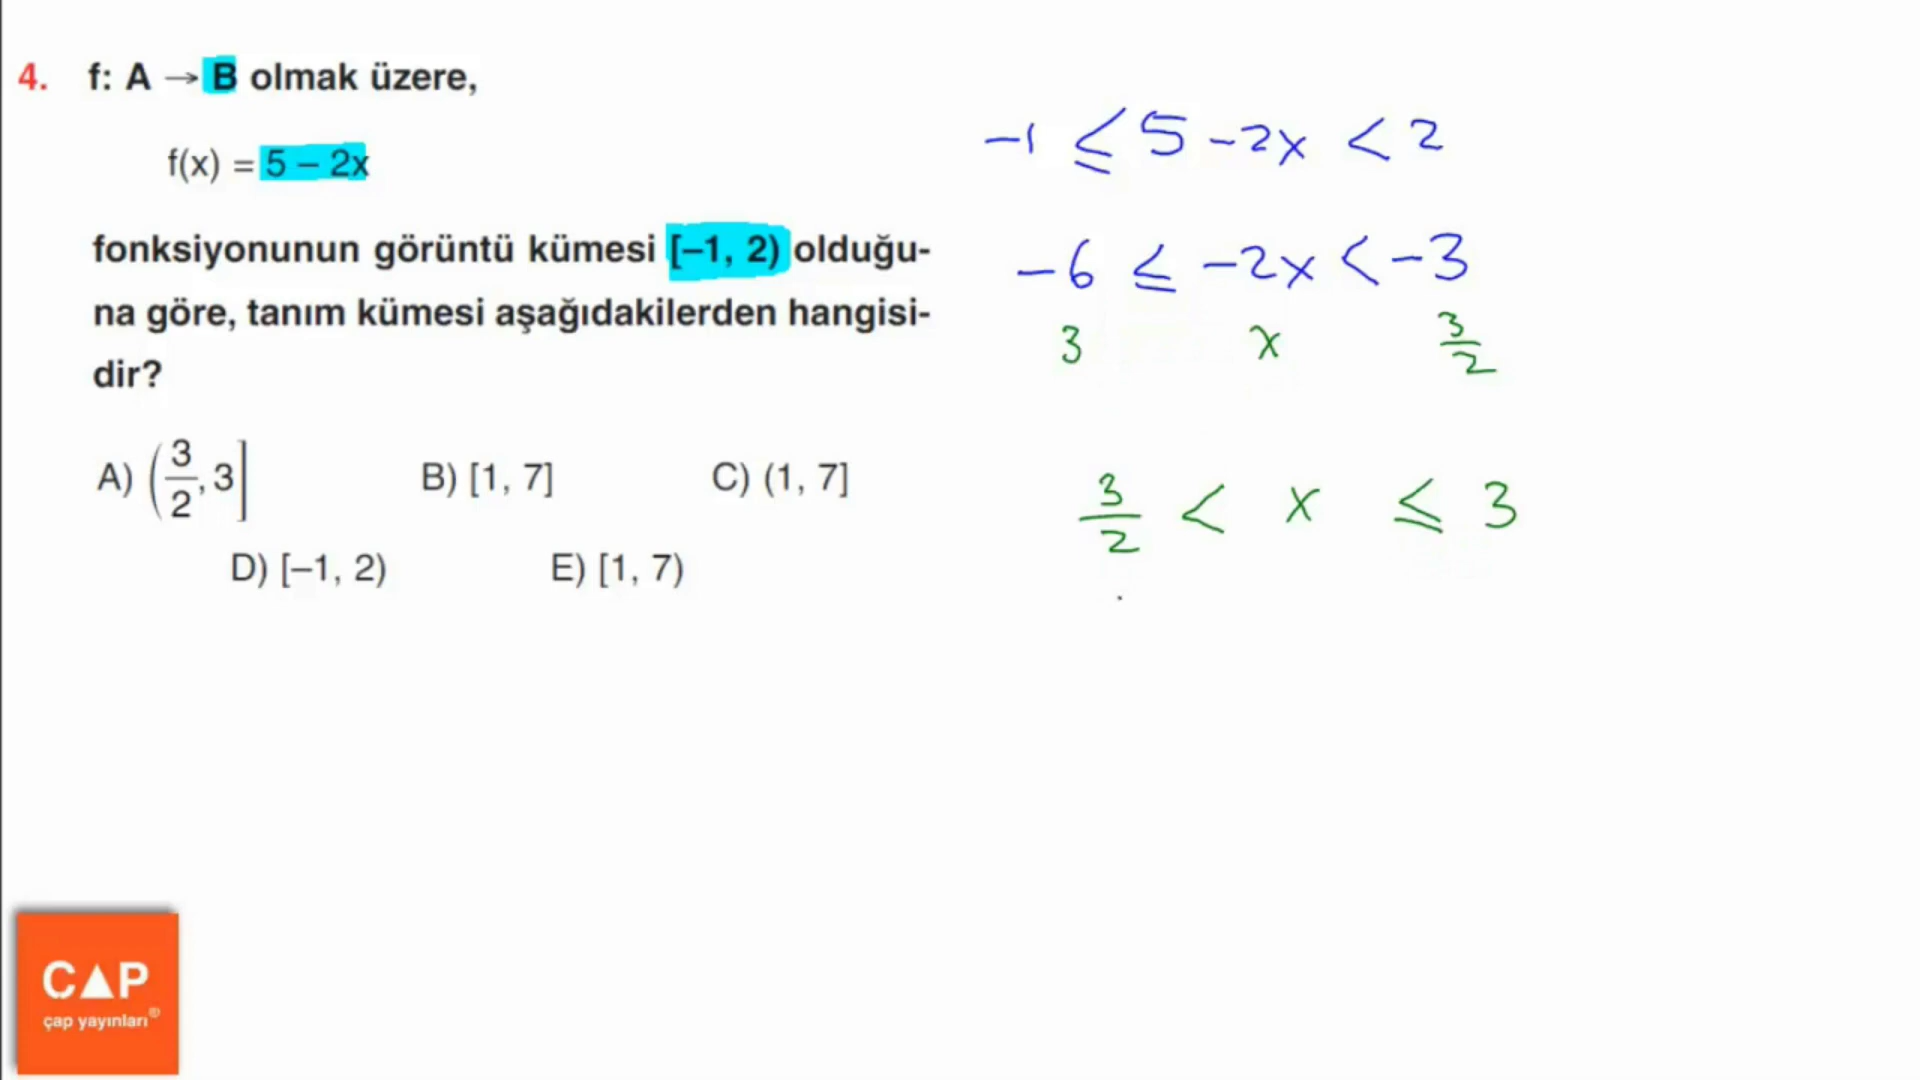 4. f: A → B olmak üzere,
f(x) = 5 – 2x
fonksiyonunun görüntü kümesi [–1, 2) olduğu-
na göre, tanım kümesi aşağıdakilerden hangisi-
dir?
A) (3/2, 3] B) [1, 7] C) (1, 7]
D) [–1, 2) E) [1, 7)
-1 ≤ 5 -2x < 2
-6 ≤ -2x < -3
3 x 3/2
3/2 < x ≤ 3
ÇAP
çap yayınları®